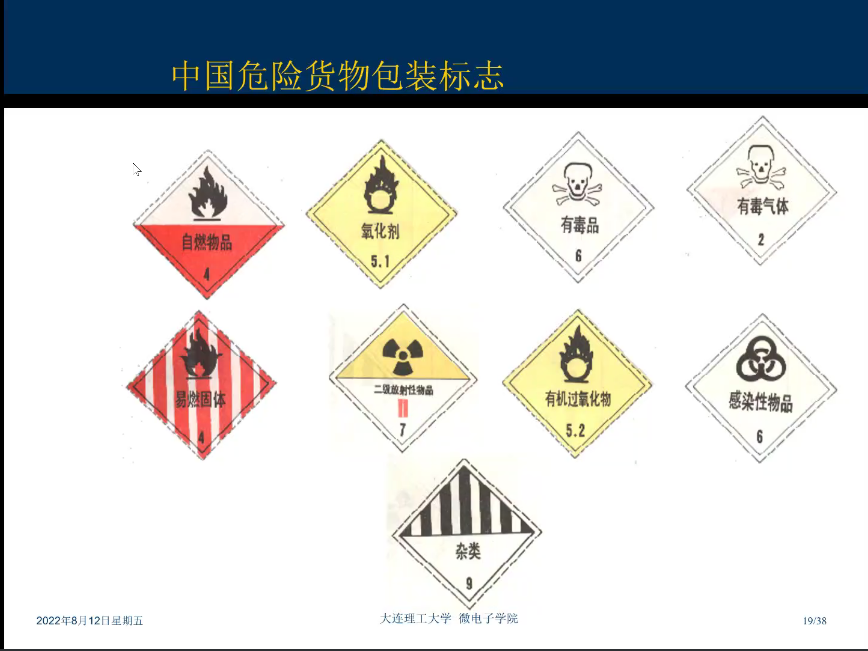 中国危险货物包装标志
自燃物品
4
氧化剂
5.1
有毒品
6
有毒气体
2
易燃固体
4
二级放射性物品
II
7
有机过氧化物
5.2
感染性物品
6
杂类
9
2022年8月12日星期五
大连理工大学 微电子学院
19/38